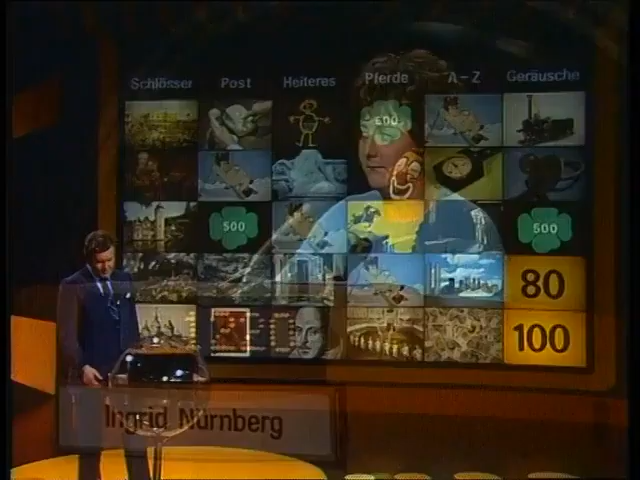 Schlösser Post Heiteres Pferde A-Z Geräusche
500
500 500
80
100
Ingrid Nürnberg